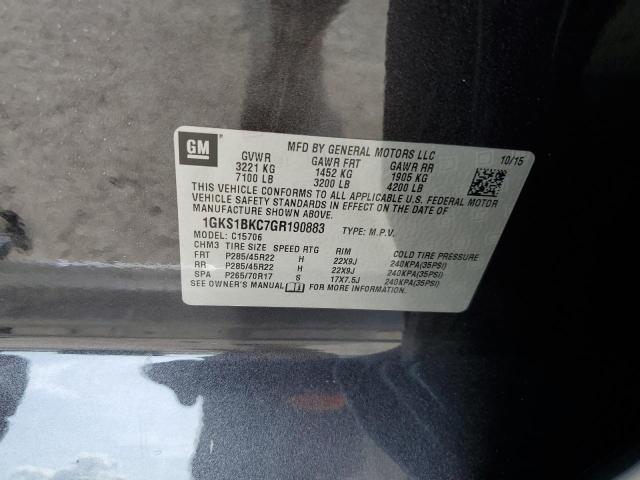 GM
MFD BY GENERAL MOTORS LLC
10/15
GVWR GAWR FRT GAWR RR
3221 KG 1452 KG 1905 KG
7100 LB 3200 LB 4200 LB
THIS VEHICLE CONFORMS TO ALL APPLICABLE U.S. FEDERAL MOTOR
VEHICLE SAFETY STANDARDS IN EFFECT ON THE DATE OF
MANUFACTURE SHOWN ABOVE.
1GKS1BKC7GR190883 TYPE: M.P.V.
MODEL: C15706
CHM3 TIRE SIZE SPEED RTG RIM COLD TIRE PRESSURE
FRT P285/45R22 H 22X9J 240KPA(35PSI)
RR P285/45R22 H 22X9J 240KPA(35PSI)
SPA P265/70R17 S 17X7.5J 240KPA(35PSI)
SEE OWNER'S MANUAL FOR MORE INFORMATION.